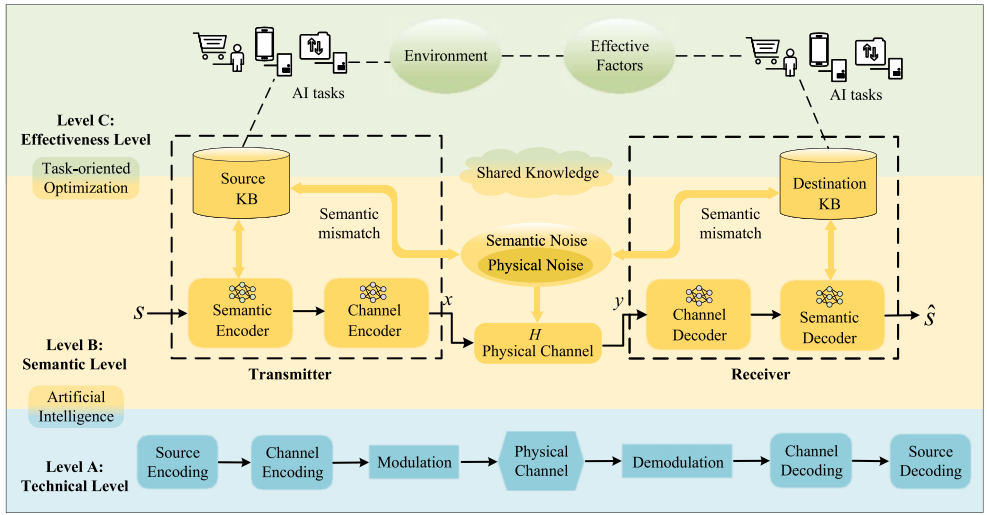 Environment
Effective
Factors
AI tasks
AI tasks
Level C:
Effectiveness Level
Task-oriented
Optimization
Source
KB
Shared Knowledge
Destination
KB
Semantic
mismatch
Semantic
mismatch
Semantic Noise
Physical Noise
S
Semantic
Encoder
Channel
Encoder
x
H
Physical Channel
y
Channel
Decoder
Semantic
Decoder
Ŝ
Level B:
Semantic Level
Transmitter
Receiver
Artificial
Intelligence
Level A:
Technical Level
Source
Encoding
Channel
Encoding
Modulation
Physical
Channel
Demodulation
Channel
Decoding
Source
Decoding